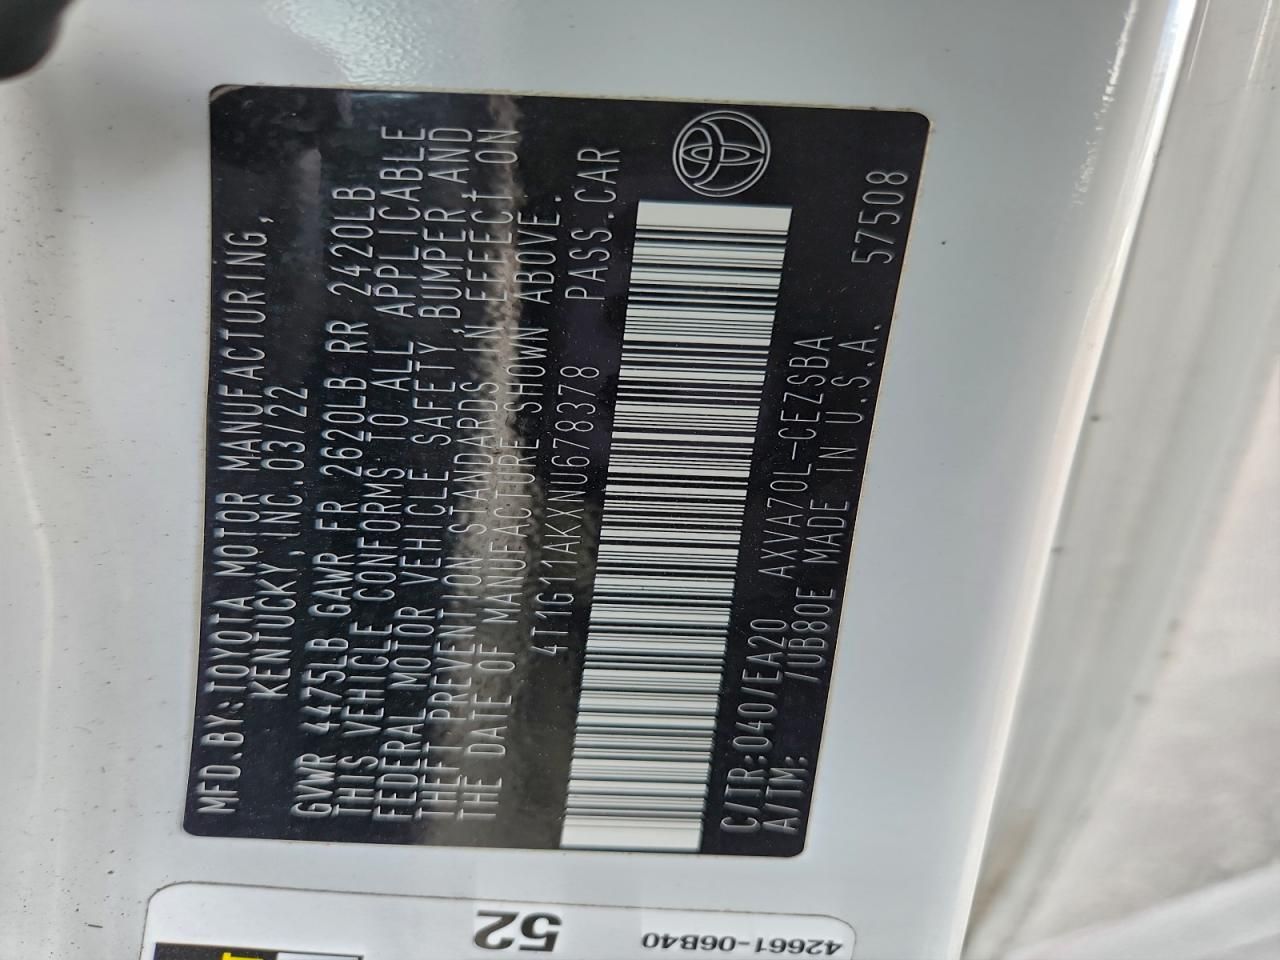 MFD.BY:TOYOTA MOTOR MANUFACTURING,
KENTUCKY,INC.03/22
GVWR 4475LB GAWR FR 2620LB RR 2420LB
THIS VEHICLE CONFORMS TO ALL APPLICABLE
FEDERAL MOTOR VEHICLE SAFETY,BUMPER,AND
THEFT PREVENTION STANDARDS IN EFFECT ON
THE DATE OF MANUFACTURE SHOWN ABOVE.
4T1G11AKXNU678378 PASS.CAR
C/TR:040/EA20 AXVA70L-CEZSBA
A/TM: /UB80E MADE IN U.S.A. 57508
52
42661-06B40